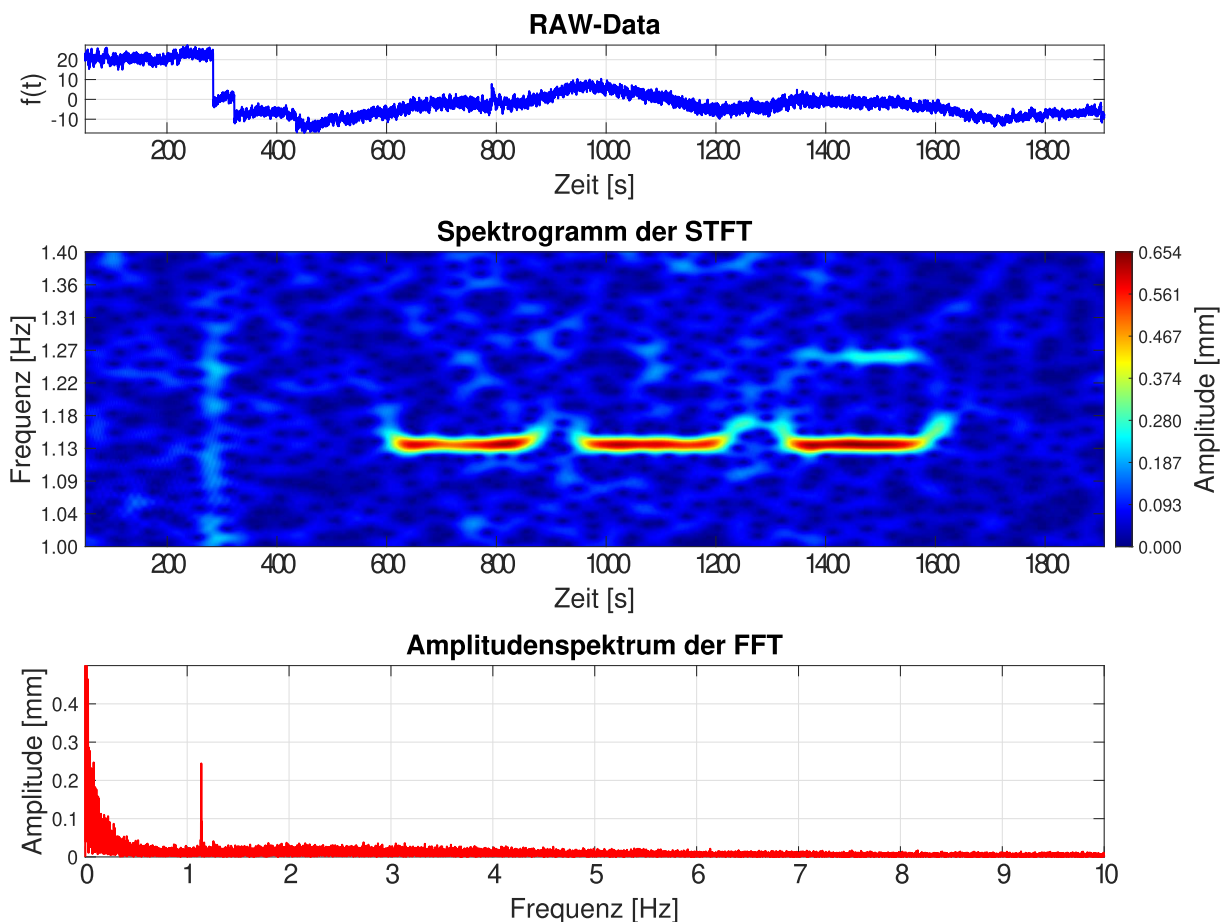 RAW-Data
f(t)
20
10
0
-10
200 400 600 800 1000 1200 1400 1600 1800
Zeit [s]
Spektrogramm der STFT
Frequenz [Hz]
1.40
1.36
1.31
1.27
1.22
1.18
1.13
1.09
1.04
1.00
200 400 600 800 1000 1200 1400 1600 1800
Zeit [s]
0.654
0.561
0.467
0.374
0.280
0.187
0.093
0.000
Amplitude [mm]
Amplitudenspektrum der FFT
Amplitude [mm]
0.4
0.3
0.2
0.1
0
0 1 2 3 4 5 6 7 8 9 10
Frequenz [Hz]